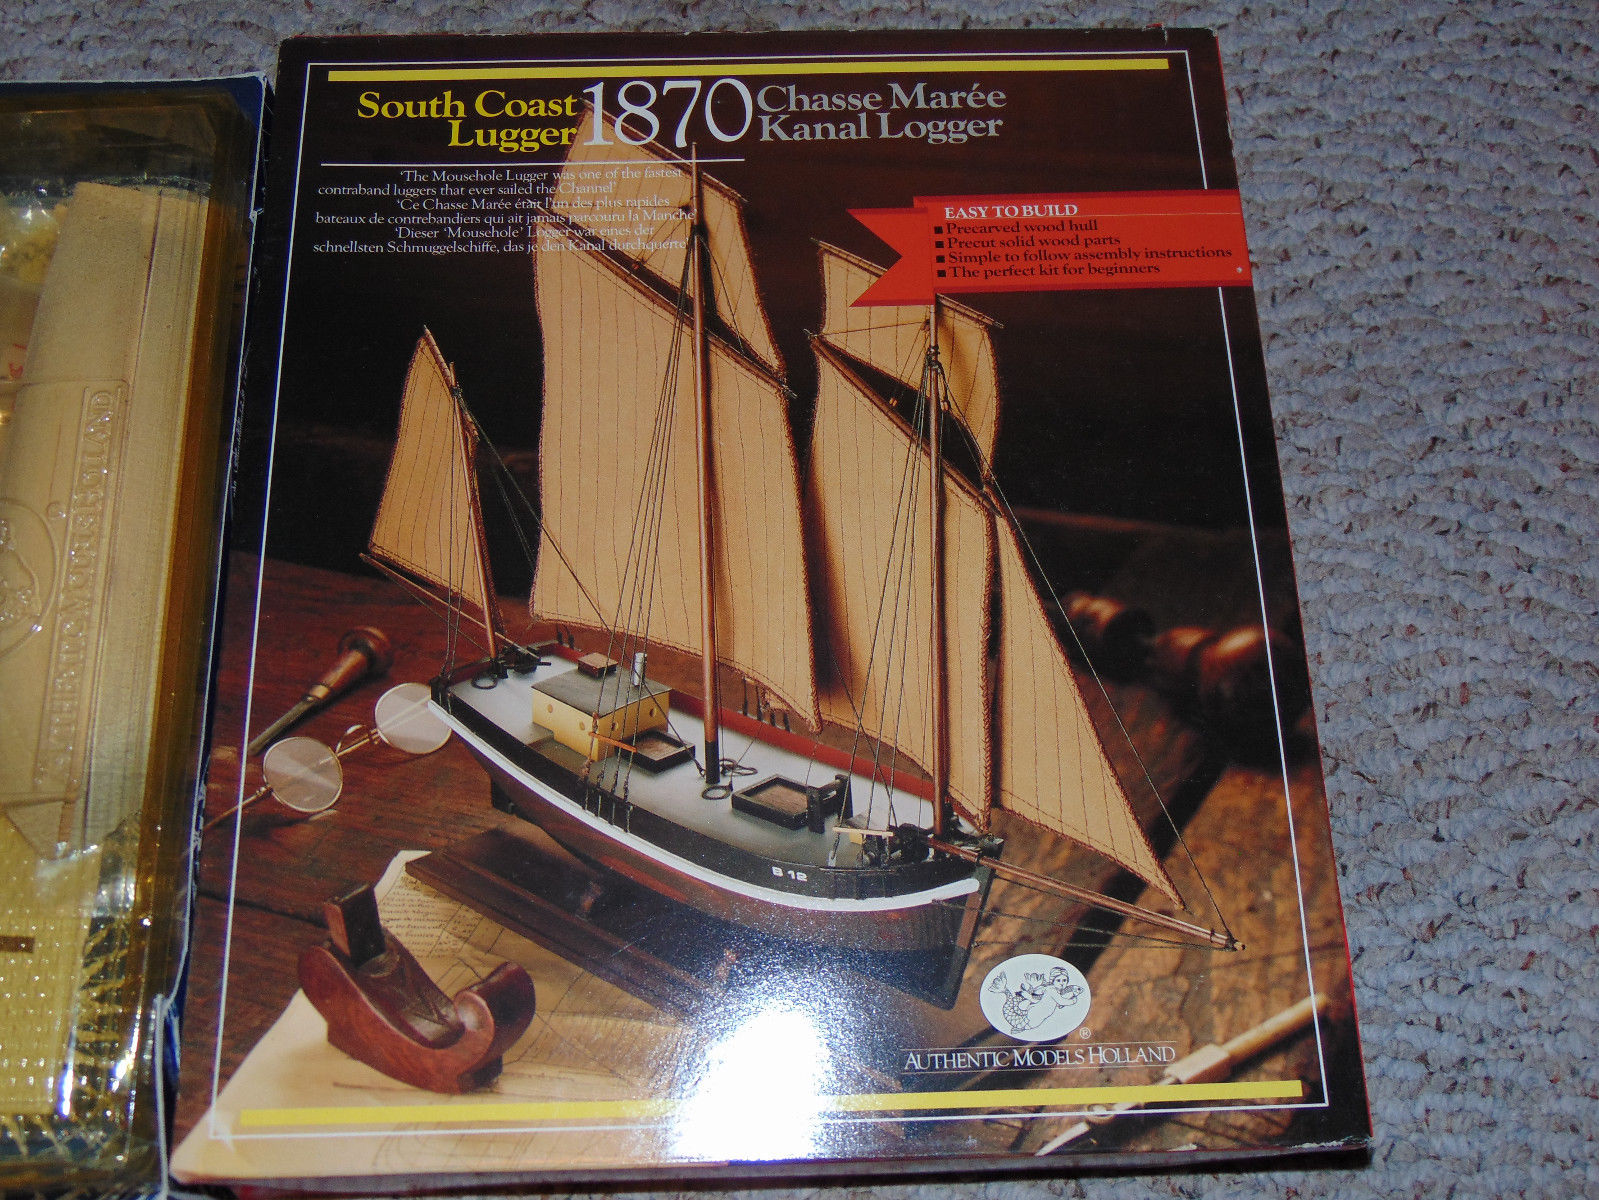 South Coast
Lugger
1870
Chasse Marée
Kanal Logger
‘The Mousehole Lugger was one of the fastest
contraband luggers that ever sailed the Channel’
‘Ce Chasse Marée était l’un des plus rapides
bateaux de contrebandiers qui ait jamais parcouru la Manche’
‘Dieser ‘Mousehole’ Logger war eines der
schnellsten Schmuggelschiffe, das je den Kanal durchquerte’
EASY TO BUILD
■ Precarved wood hull
■ Precut solid wood parts
■ Simple to follow assembly instructions
■ The perfect kit for beginners
B 12
®
AUTHENTIC MODELS HOLLAND
AUTHENTIC MODELS HOLLAND